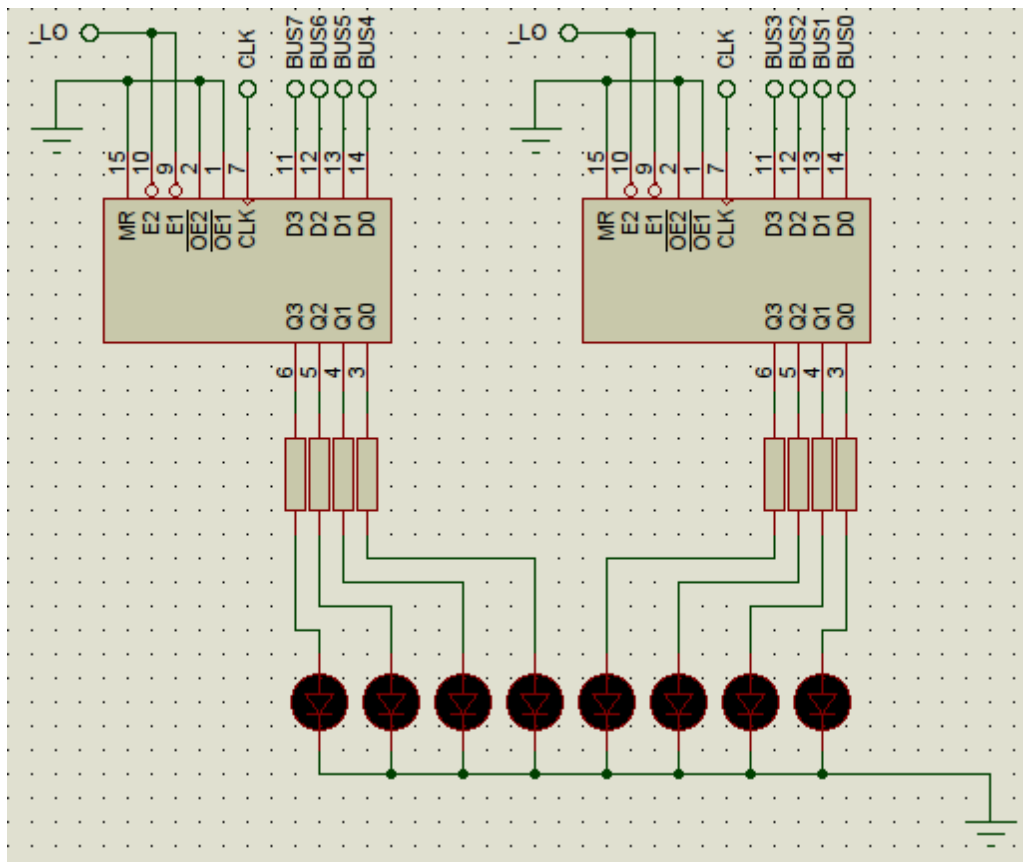 _LO CLK BUS7 BUS6 BUS5 BUS4
15 10 9 2 1 7 11 12 13 14
MR E2 E1 OE2 OE1 CLK D3 D2 D1 D0
Q3 Q2 Q1 Q0
6 5 4 3
_LO CLK BUS3 BUS2 BUS1 BUS0
15 10 9 2 1 7 11 12 13 14
MR E2 E1 OE2 OE1 CLK D3 D2 D1 D0
Q3 Q2 Q1 Q0
6 5 4 3